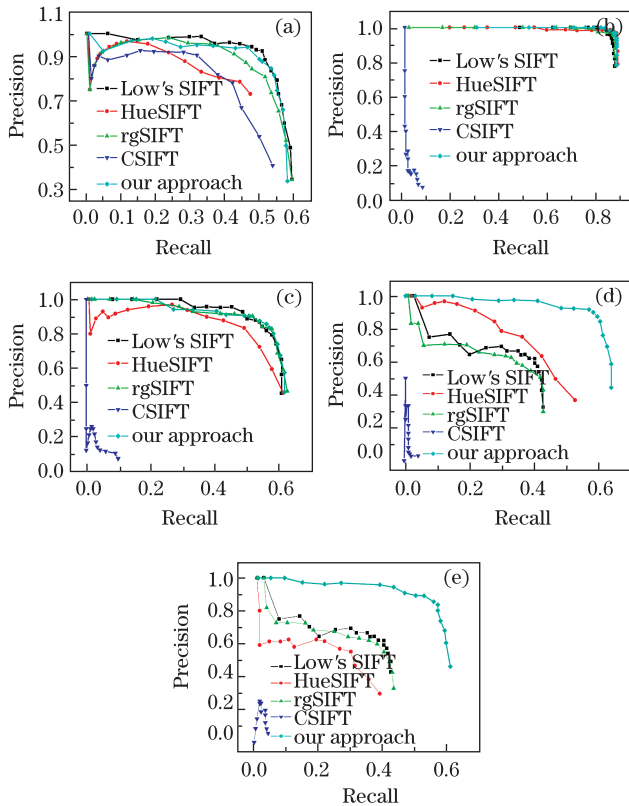 (a)
Precision
1.1
0.9
0.7
0.5
0.3
Low's SIFT
HueSIFT
rgSIFT
CSIFT
our approach
0.0 0.1 0.2 0.3 0.4 0.5 0.6
Recall
(b)
Precision
1.0
0.8
0.6
0.4
0.2
0.0
Low's SIFT
HueSIFT
rgSIFT
CSIFT
our approach
0.0 0.2 0.4 0.6 0.8
Recall
(c)
Precision
1.0
0.8
0.6
0.4
0.2
0.0
Low's SIFT
HueSIFT
rgSIFT
CSIFT
our approach
0.0 0.2 0.4 0.6
Recall
(d)
Precision
1.0
0.8
0.6
0.4
0.2
0.0
Low's SIFT
HueSIFT
rgSIFT
CSIFT
our approach
0.0 0.2 0.4 0.6
Recall
(e)
Precision
1.0
0.8
0.6
0.4
0.2
0.0
Low's SIFT
HueSIFT
rgSIFT
CSIFT
our approach
0.0 0.2 0.4 0.6
Recall